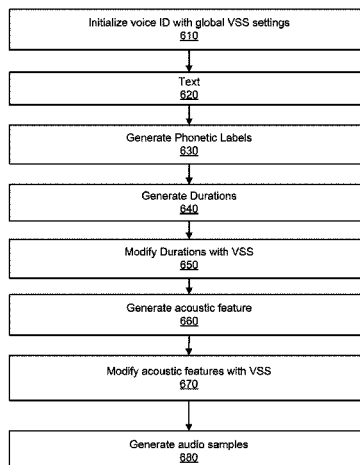 Initialize voice ID with global VSS settings
610
Text
620
Generate Phonetic Labels
630
Generate Durations
640
Modify Durations with VSS
650
Generate acoustic feature
660
Modify acoustic features with VSS
670
Generate audio samples
680